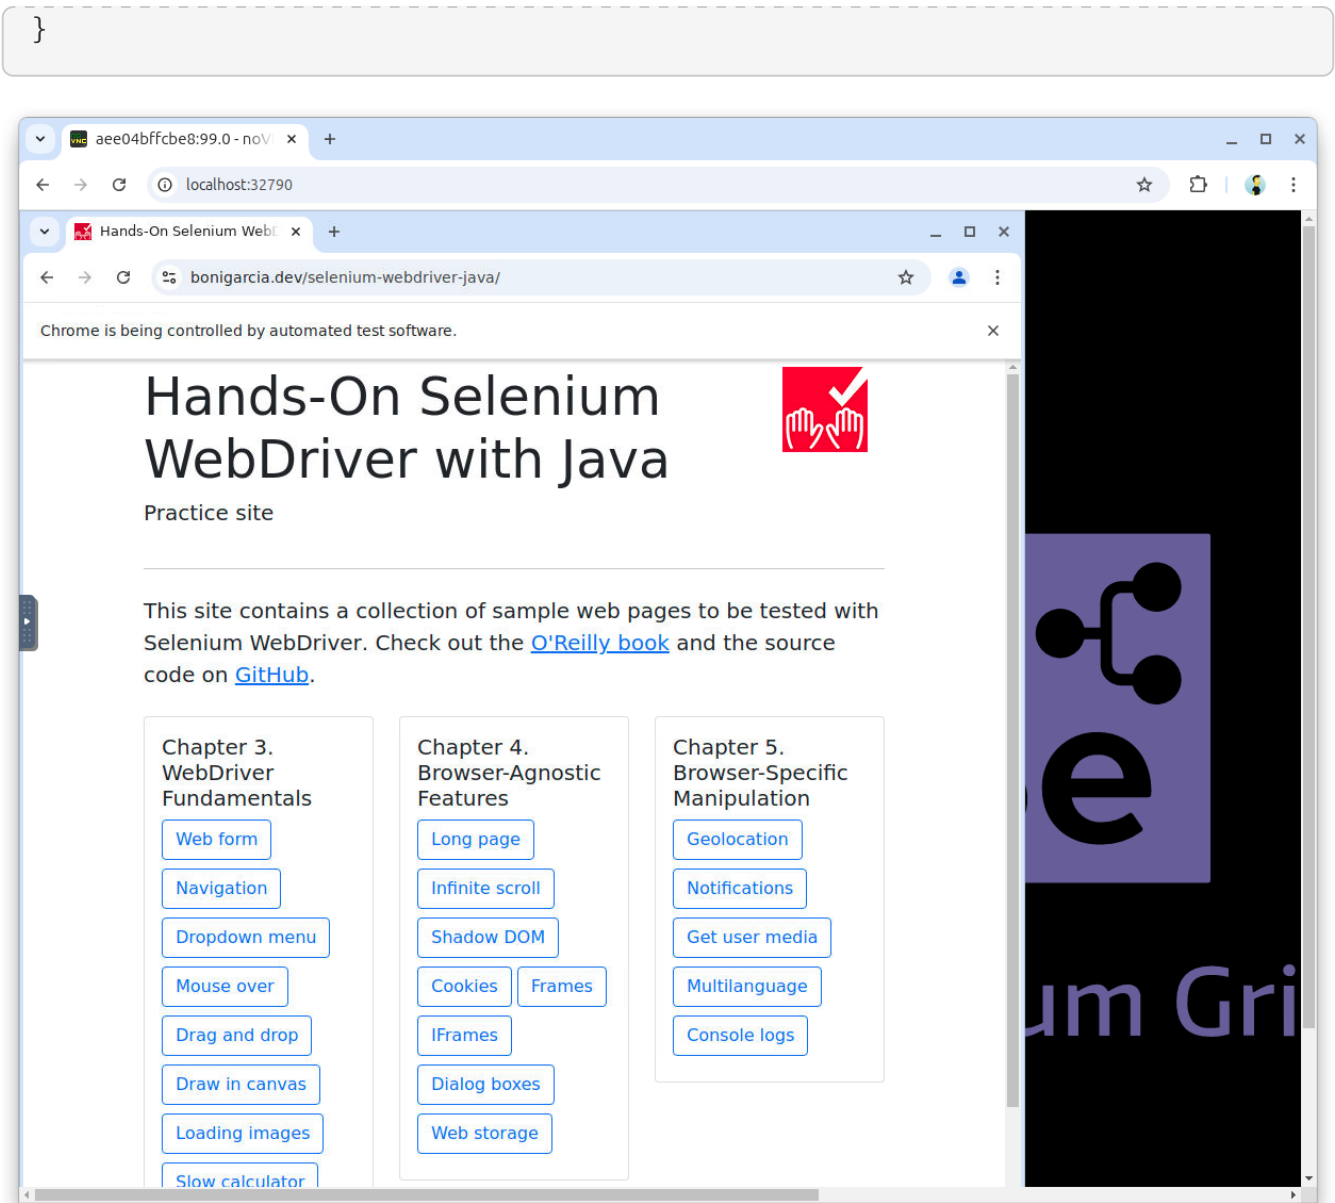 }
aee04bffcbe8:99.0 - noV
localhost:32790
Hands-On Selenium Web
bonigarcia.dev/selenium-webdriver-java/
Chrome is being controlled by automated test software.
Hands-On Selenium
WebDriver with Java
Practice site
This site contains a collection of sample web pages to be tested with
Selenium WebDriver. Check out the O'Reilly book and the source
code on GitHub.
Chapter 3.
WebDriver
Fundamentals
Web form
Navigation
Dropdown menu
Mouse over
Drag and drop
Draw in canvas
Loading images
Slow calculator
Chapter 4.
Browser-Agnostic
Features
Long page
Infinite scroll
Shadow DOM
Cookies Frames
IFrames
Dialog boxes
Web storage
Chapter 5.
Browser-Specific
Manipulation
Geolocation
Notifications
Get user media
Multilanguage
Console logs
e
um Gri